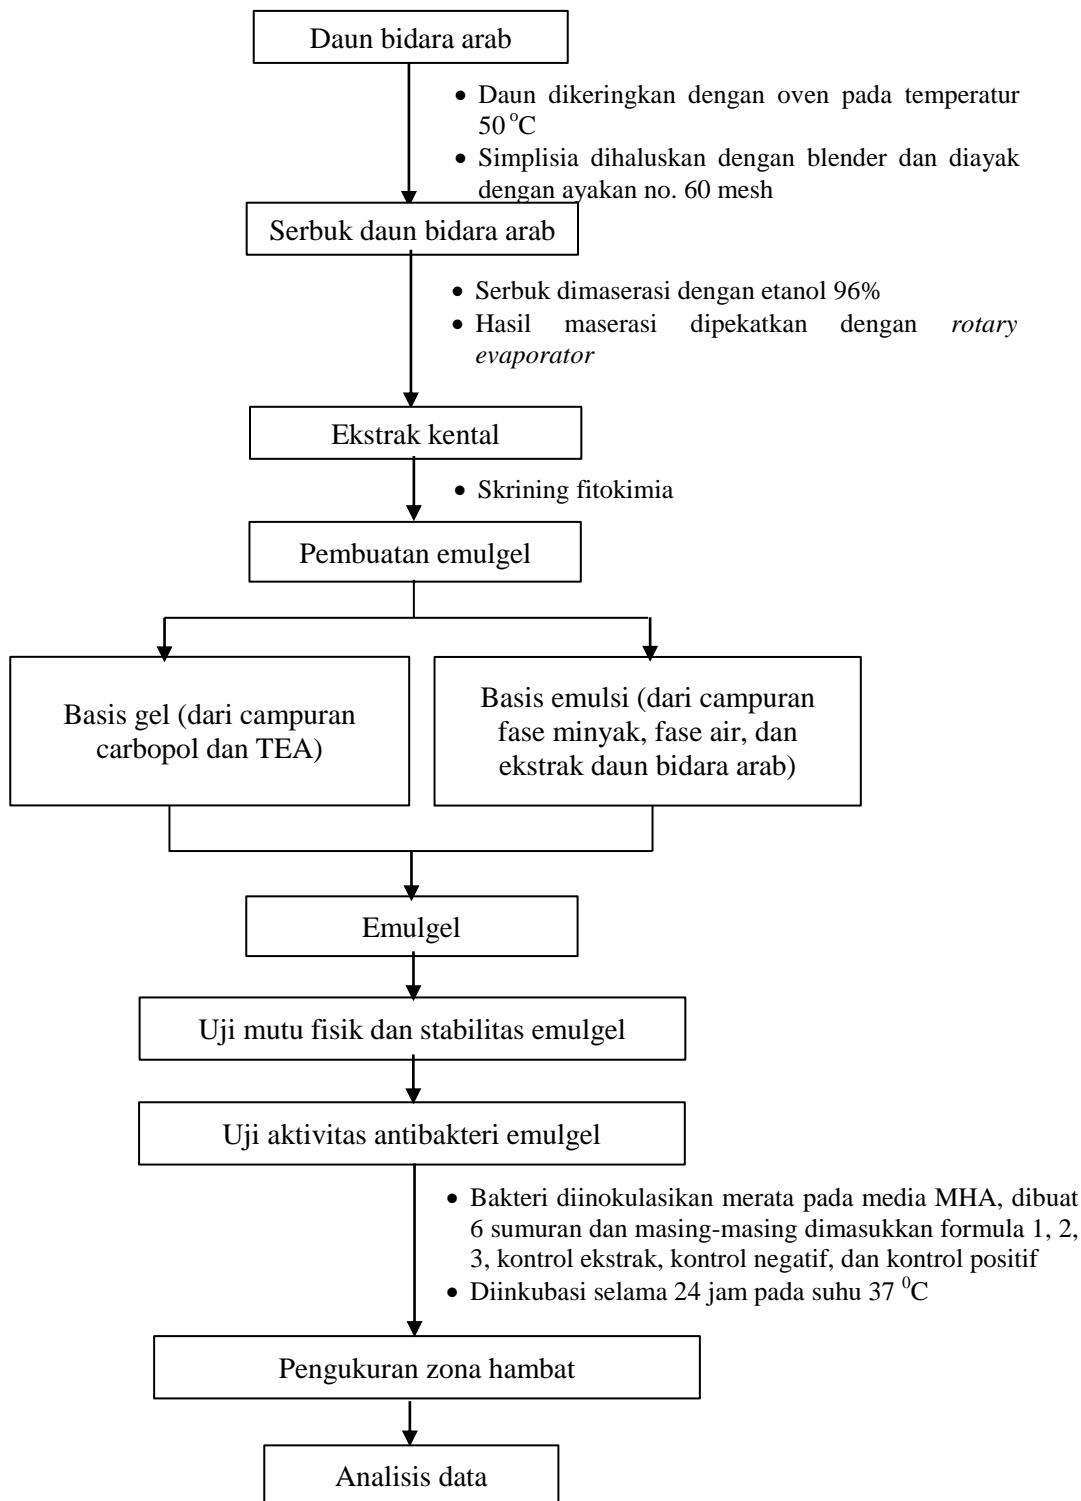 Daun bidara arab
• Daun dikeringkan dengan oven pada temperatur
50 °C
• Simplisia dihaluskan dengan blender dan diayak
dengan ayakan no. 60 mesh
Serbuk daun bidara arab
• Serbuk dimaserasi dengan etanol 96%
• Hasil maserasi dipekatkan dengan rotary
evaporator
Ekstrak kental
• Skrining fitokimia
Pembuatan emulgel
Basis gel (dari campuran
carbopol dan TEA)
Basis emulsi (dari campuran
fase minyak, fase air, dan
ekstrak daun bidara arab)
Emulgel
Uji mutu fisik dan stabilitas emulgel
Uji aktivitas antibakteri emulgel
• Bakteri diinokulasikan merata pada media MHA, dibuat
6 sumuran dan masing-masing dimasukkan formula 1, 2,
3, kontrol ekstrak, kontrol negatif, dan kontrol positif
• Diinkubasi selama 24 jam pada suhu 37 ⁰C
Pengukuran zona hambat
Analisis data